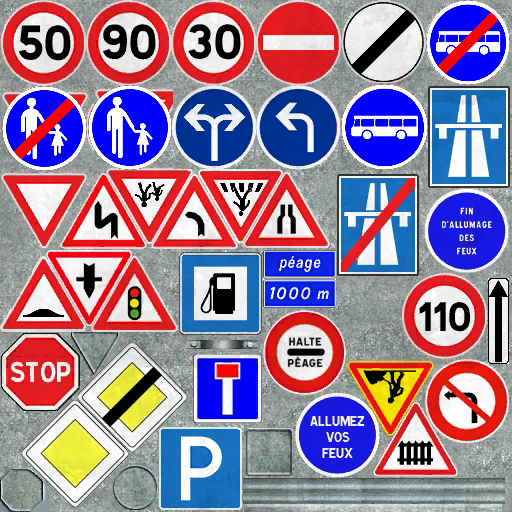 50
90
30
FIN
D'ALLUMAGE
DES
FEUX
péage
1000 m
110
HALTE
PÉAGE
STOP
ALLUMEZ
VOS
FEUX
P